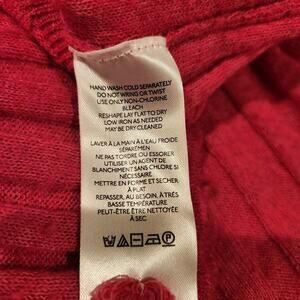 HAND WASH COLD SEPARATELY
DO NOT WRING OR TWIST
USE ONLY NON-CHLORINE
BLEACH
RESHAPE LAY FLAT TO DRY
LOW IRON AS NEEDED
MAY BE DRY CLEANED
LAVER À LA MAIN À L'EAU FROIDE
SÉPARÉMEN
NE PAS TORDRE OU ESSORER
UTILISER UN AGENT DE
BLANCHIMENT SANS CHLORE SI
NÉCESSAIRE
METTRE EN FORME ET SÉCHER
À PLAT
REPASSER, AU BESOIN, À TRÈS
BASSE TEMPÉRATURE
PEUT-ÊTRE ÊTRE NETTOYÉE
À SEC